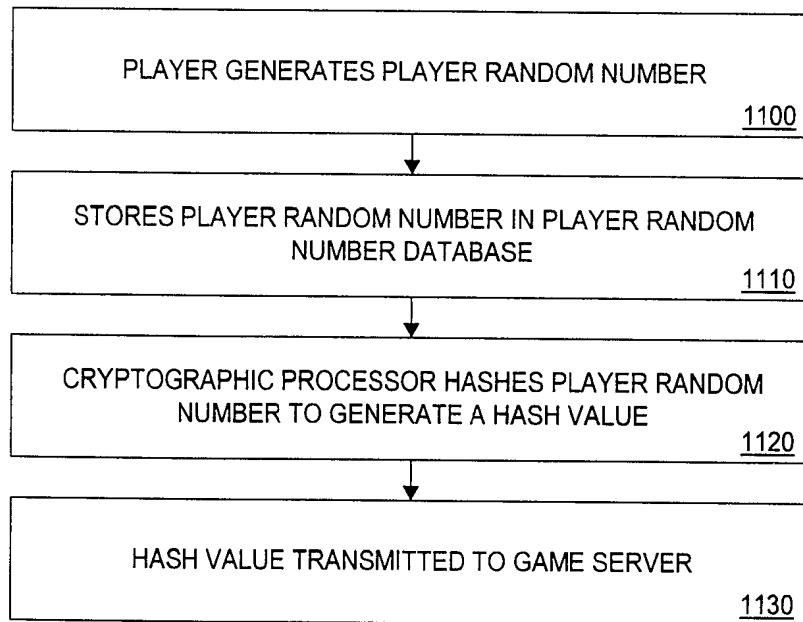 PLAYER GENERATES PLAYER RANDOM NUMBER
1100
STORES PLAYER RANDOM NUMBER IN PLAYER RANDOM
NUMBER DATABASE
1110
CRYPTOGRAPHIC PROCESSOR HASHES PLAYER RANDOM
NUMBER TO GENERATE A HASH VALUE
1120
HASH VALUE TRANSMITTED TO GAME SERVER
1130